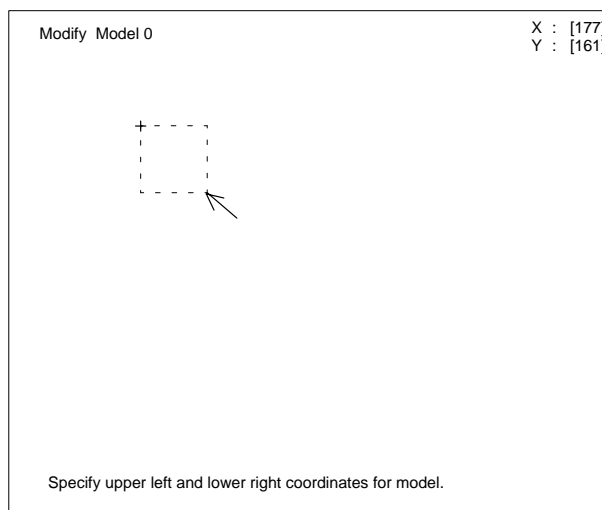 Modify Model 0
X : [177]
Y : [161]
Specify upper left and lower right coordinates for model.